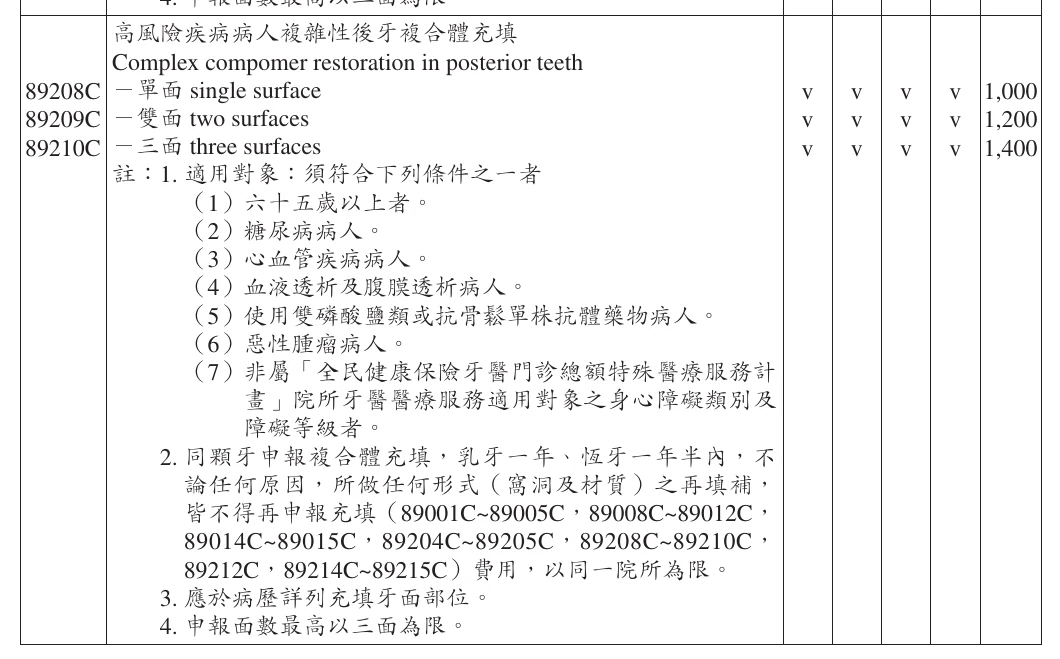 4. 申報面數最高以三面為限
高風險疾病病人複雜性後牙複合體充填
Complex compomer restoration in posterior teeth
89208C －單面 single surface v v v v 1,000
89209C －雙面 two surfaces v v v v 1,200
89210C －三面 three surfaces v v v v 1,400
註：1. 適用對象：須符合下列條件之一者
（1）六十五歲以上者。
（2）糖尿病病人。
（3）心血管疾病病人。
（4）血液透析及腹膜透析病人。
（5）使用雙磷酸鹽類或抗骨鬆單株抗體藥物病人。
（6）惡性腫瘤病人。
（7）非屬「全民健康保險牙醫門診總額特殊醫療服務計
畫」院所牙醫醫療服務適用對象之身心障礙類別及
障礙等級者。
2. 同顆牙申報複合體充填，乳牙一年、恆牙一年半內，不
論任何原因，所做任何形式（窩洞及材質）之再填補，
皆不得再申報充填（89001C~89005C，89008C~89012C，
89014C~89015C，89204C~89205C，89208C~89210C，
89212C，89214C~89215C）費用，以同一院所為限。
3. 應於病歷詳列充填牙面部位。
4. 申報面數最高以三面為限。